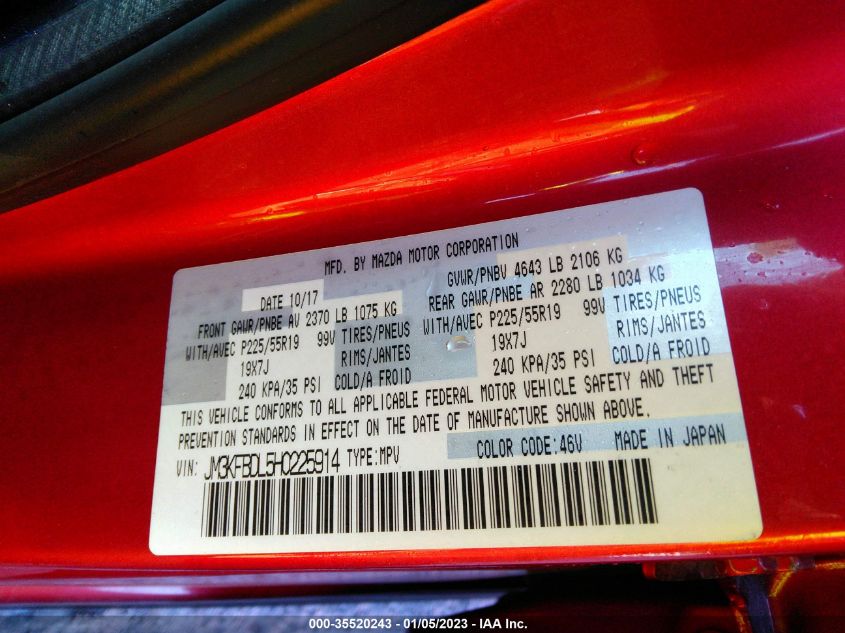 MFD. BY MAZDA MOTOR CORPORATION
DATE 10/17
GVWR/PNBV 4643 LB 2106 KG
FRONT GAWR/PNBE AV 2370 LB 1075 KG
REAR GAWR/PNBE AR 2280 LB 1034 KG
WITH/AVEC P225/55R19 99V TIRES/PNEUS
WITH/AVEC P225/55R19 99V TIRES/PNEUS
19X7J RIMS/JANTES
19X7J RIMS/JANTES
240 KPA/35 PSI COLD/A FROID
240 KPA/35 PSI COLD/A FROID
THIS VEHICLE CONFORMS TO ALL APPLICABLE FEDERAL MOTOR VEHICLE SAFETY AND THEFT
PREVENTION STANDARDS IN EFFECT ON THE DATE OF MANUFACTURE SHOWN ABOVE.
COLOR CODE:46V MADE IN JAPAN
VIN: JM3KFBDL5H0225914 TYPE:MPV
000-35520243 - 01/05/2023 - IAA Inc.